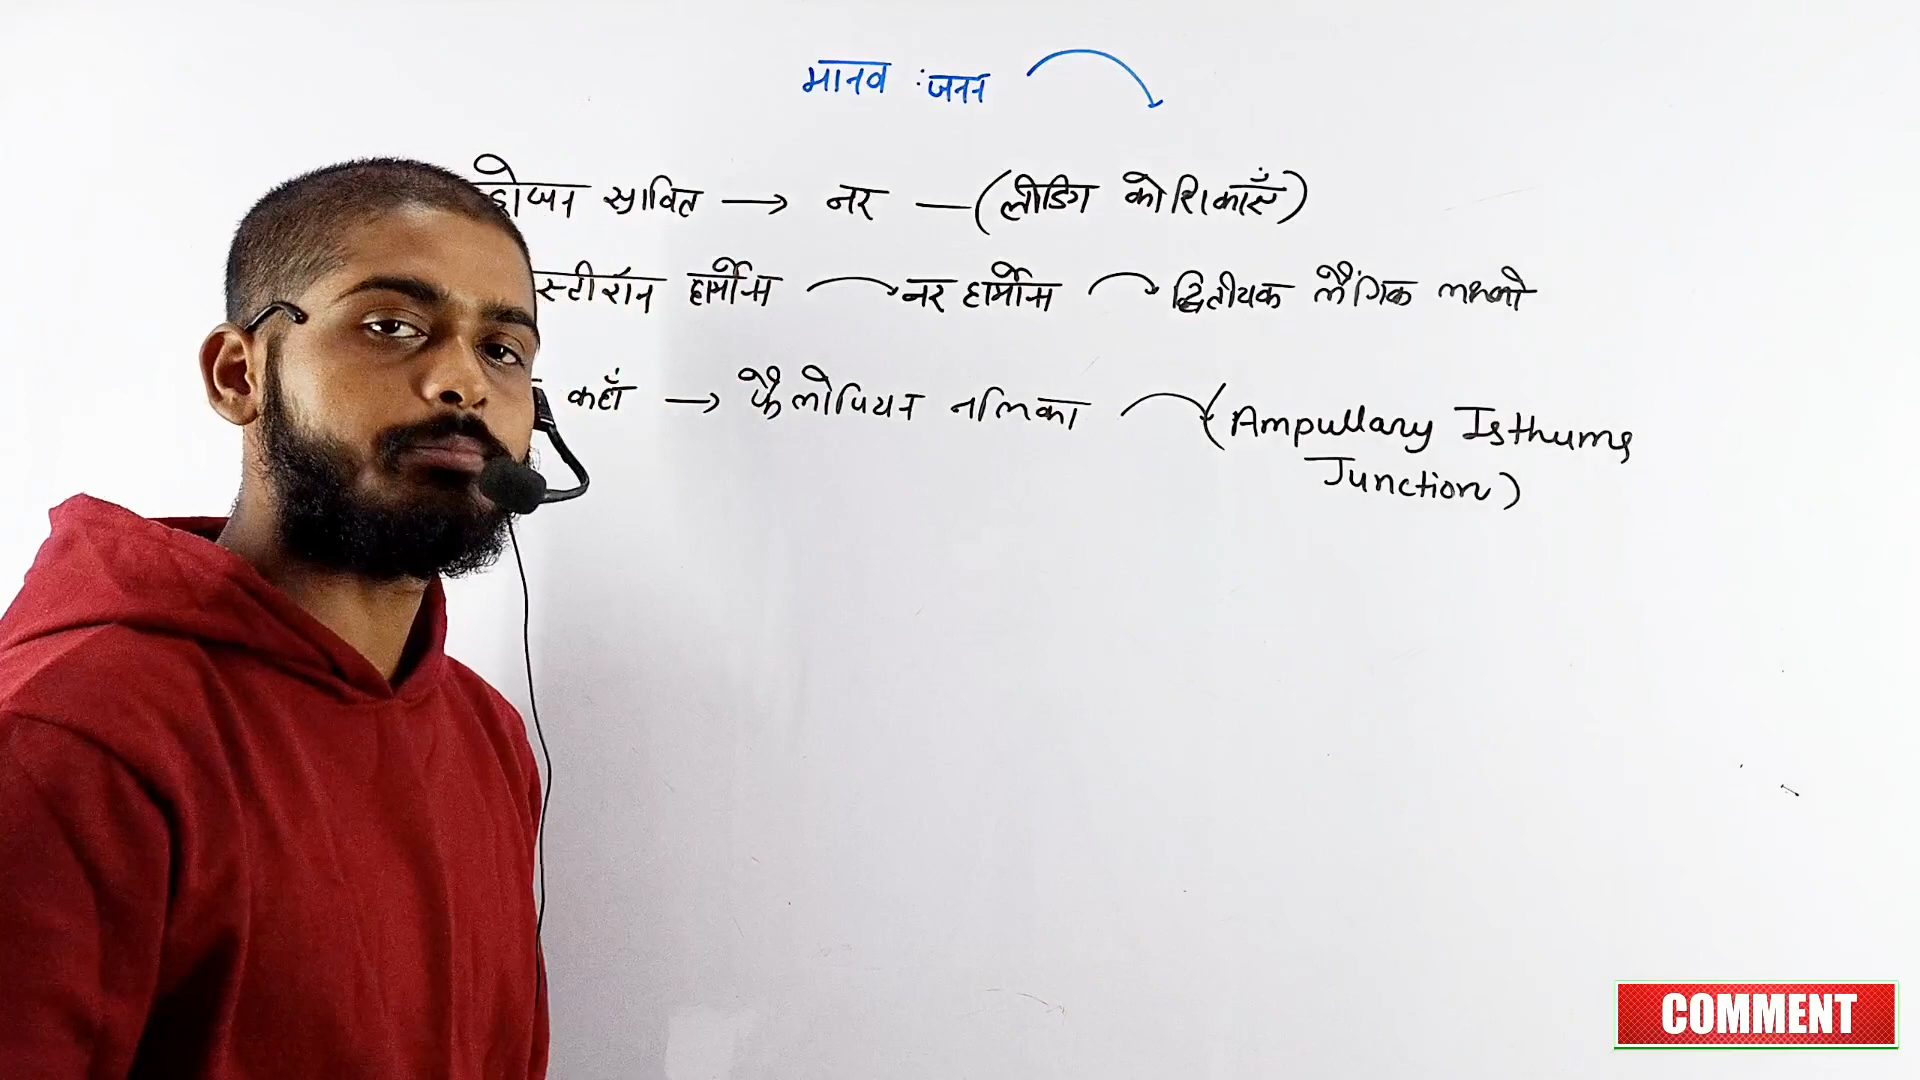 मानव जनन
स्रावित → नर — (लीडिग कोशिकाएँ)
स्टीरॉन हार्मोन्स → नर हार्मोन्स → द्वितीयक लैंगिक लक्षणो
कहाँ → फैलोपियन नलिका → (Ampullary Isthums
Junction)
COMMENT